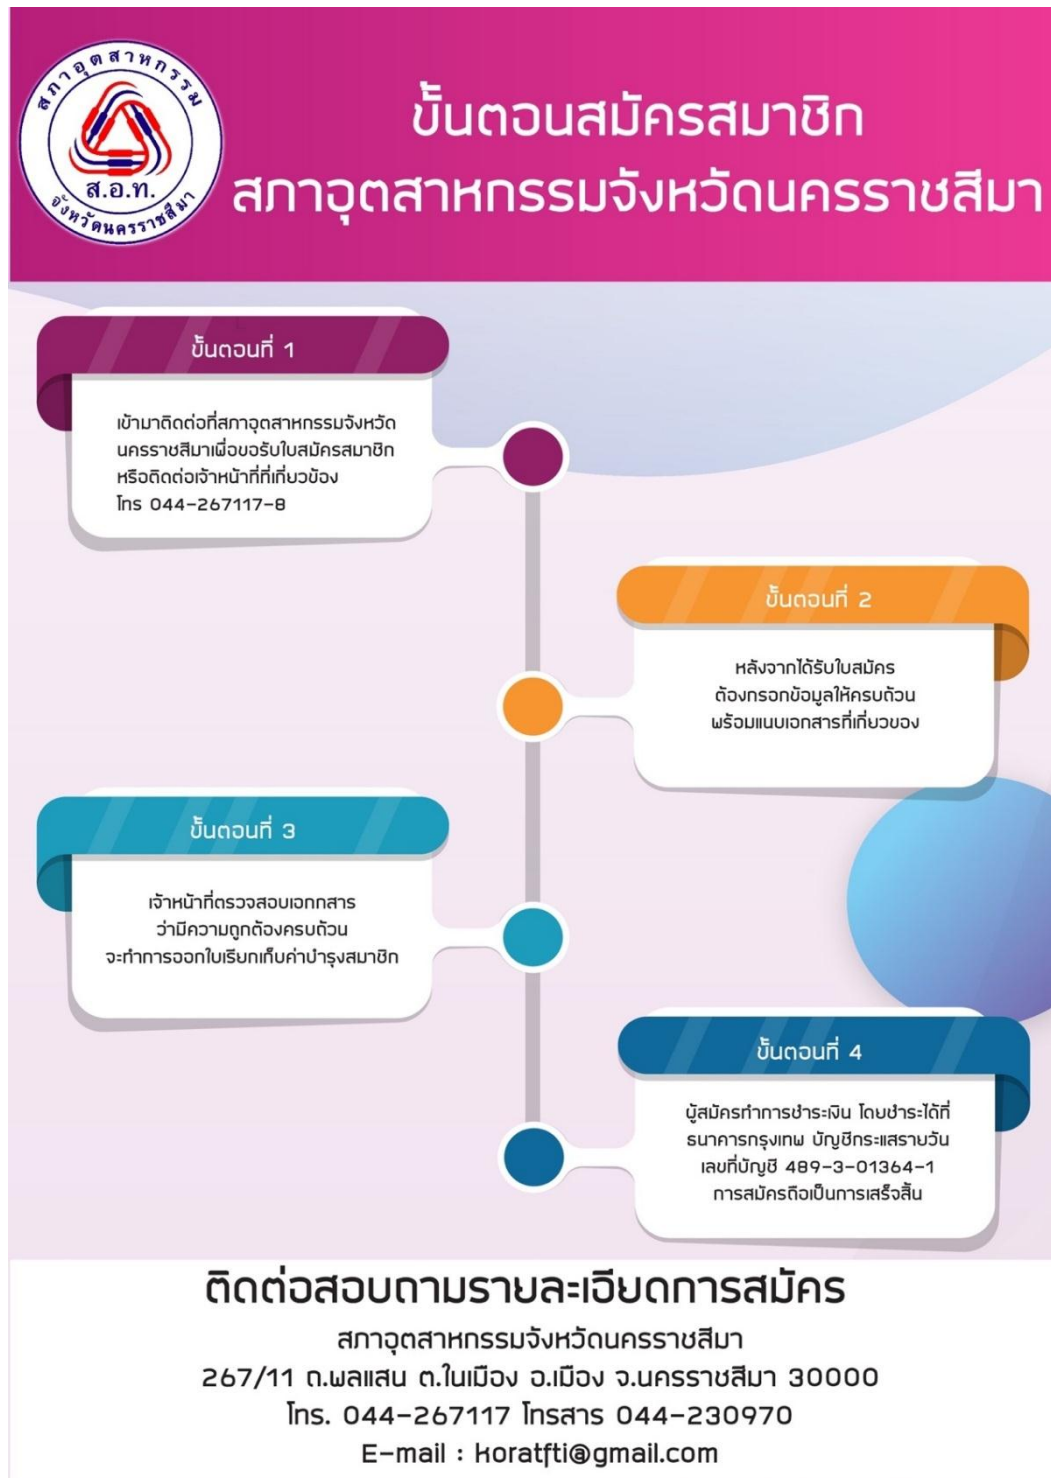 สภาอุตสาหกรรม
ส.อ.ท.
จังหวัดนครราชสีมา
ขั้นตอนสมัครสมาชิก
สภาอุตสาหกรรมจังหวัดนครราชสีมา
ขั้นตอนที่ 1
เข้ามาติดต่อที่สภาอุตสาหกรรมจังหวัด
นครราชสีมาเพื่อขอรับใบสมัครสมาชิก
หรือติดต่อเจ้าหน้าที่ที่เกี่ยวข้อง
โทร 044-267117-8
ขั้นตอนที่ 2
หลังจากได้รับใบสมัคร
ต้องกรอกข้อมูลให้ครบถ้วน
พร้อมแนบเอกสารที่เกี่ยวของ
ขั้นตอนที่ 3
เจ้าหน้าที่ตรวจสอบเอกกสาร
ว่ามีความถูกต้องครบถ้วน
จะทำการออกใบเรียกเก็บค่าบำรุงสมาชิก
ขั้นตอนที่ 4
ผู้สมัครทำการชำระเงิน โดยชำระได้ที่
ธนาคารกรุงเทพ บัญชีกระแสรายวัน
เลขที่บัญชี 489-3-01364-1
การสมัครถือเป็นการเสร็จสิ้น
ติดต่อสอบถามรายละเอียดการสมัคร
สภาอุตสาหกรรมจังหวัดนครราชสีมา
267/11 ถ.พลแสน ต.ในเมือง อ.เมือง จ.นครราชสีมา 30000
โทร. 044-267117 โทรสาร 044-230970
E-mail : koratfti@gmail.com